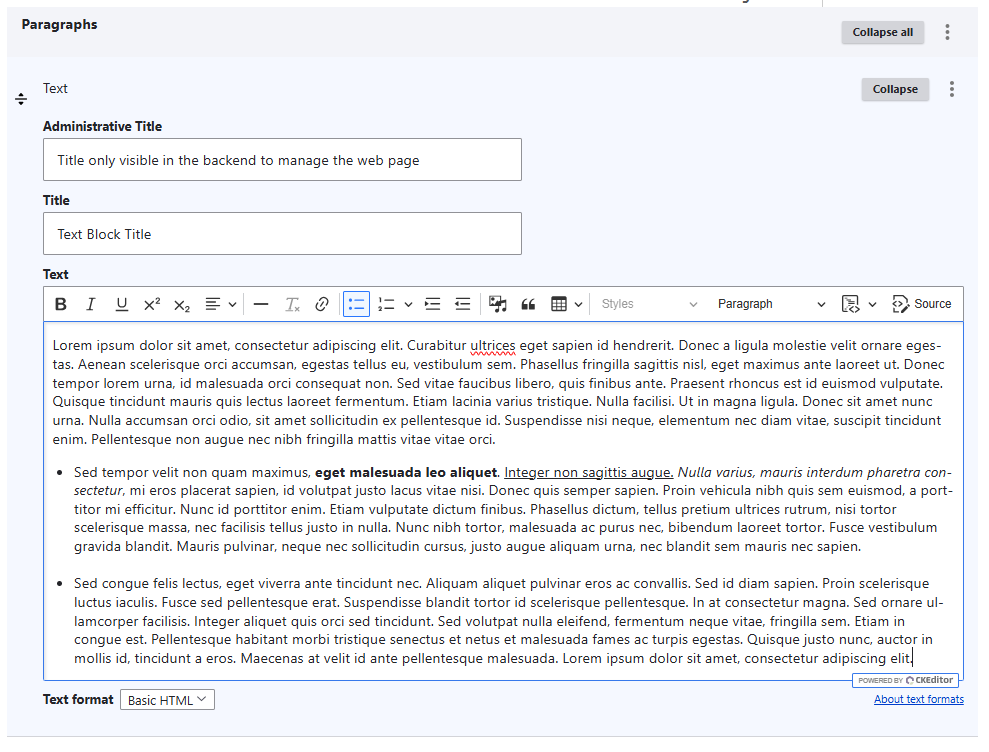 Paragraphs
Collapse all
Text
Collapse
Administrative Title
Title only visible in the backend to manage the web page
Title
Text Block Title
Text
B I U X² X₂ Tx Styles Paragraph Source
Lorem ipsum dolor sit amet, consectetur adipiscing elit. Curabitur ultrices eget sapien id hendrerit. Donec a ligula molestie velit ornare eges-
tas. Aenean scelerisque orci accumsan, egestas tellus eu, vestibulum sem. Phasellus fringilla sagittis nisl, eget maximus ante laoreet ut. Donec
tempor lorem urna, id malesuada orci consequat non. Sed vitae faucibus libero, quis finibus ante. Praesent rhoncus est id euismod vulputate.
Quisque tincidunt mauris quis lectus laoreet fermentum. Etiam lacinia varius tristique. Nulla facilisi. Ut in magna ligula. Donec sit amet nunc
urna. Nulla accumsan orci odio, sit amet sollicitudin ex pellentesque id. Suspendisse nisi neque, elementum nec diam vitae, suscipit tincidunt
enim. Pellentesque non augue nec nibh fringilla mattis vitae vitae orci.
• Sed tempor velit non quam maximus, eget malesuada leo aliquet. Integer non sagittis augue. Nulla varius, mauris interdum pharetra con-
sectetur, mi eros placerat sapien, id volutpat justo lacus vitae nisi. Donec quis semper sapien. Proin vehicula nibh quis sem euismod, a port-
titor mi efficitur. Nunc id porttitor enim. Etiam vulputate dictum finibus. Phasellus dictum, tellus pretium ultrices rutrum, nisi tortor
scelerisque massa, nec facilisis tellus justo in nulla. Nunc nibh tortor, malesuada ac purus nec, bibendum laoreet tortor. Fusce vestibulum
gravida blandit. Mauris pulvinar, neque nec sollicitudin cursus, justo augue aliquam urna, nec blandit sem mauris nec sapien.
• Sed congue felis lectus, eget viverra ante tincidunt nec. Aliquam aliquet pulvinar eros ac convallis. Sed id diam sapien. Proin scelerisque
luctus iaculis. Fusce sed pellentesque erat. Suspendisse blandit tortor id scelerisque pellentesque. In at consectetur magna. Sed ornare ul-
lamcorper facilisis. Integer aliquet quis orci sed tincidunt. Sed volutpat nulla eleifend, fermentum neque vitae, fringilla sem. Etiam in
congue est. Pellentesque habitant morbi tristique senectus et netus et malesuada fames ac turpis egestas. Quisque justo nunc, auctor in
mollis id, tincidunt a eros. Maecenas at velit id ante pellentesque malesuada. Lorem ipsum dolor sit amet, consectetur adipiscing elit.
POWERED BY CKEditor
Text format Basic HTML
About text formats